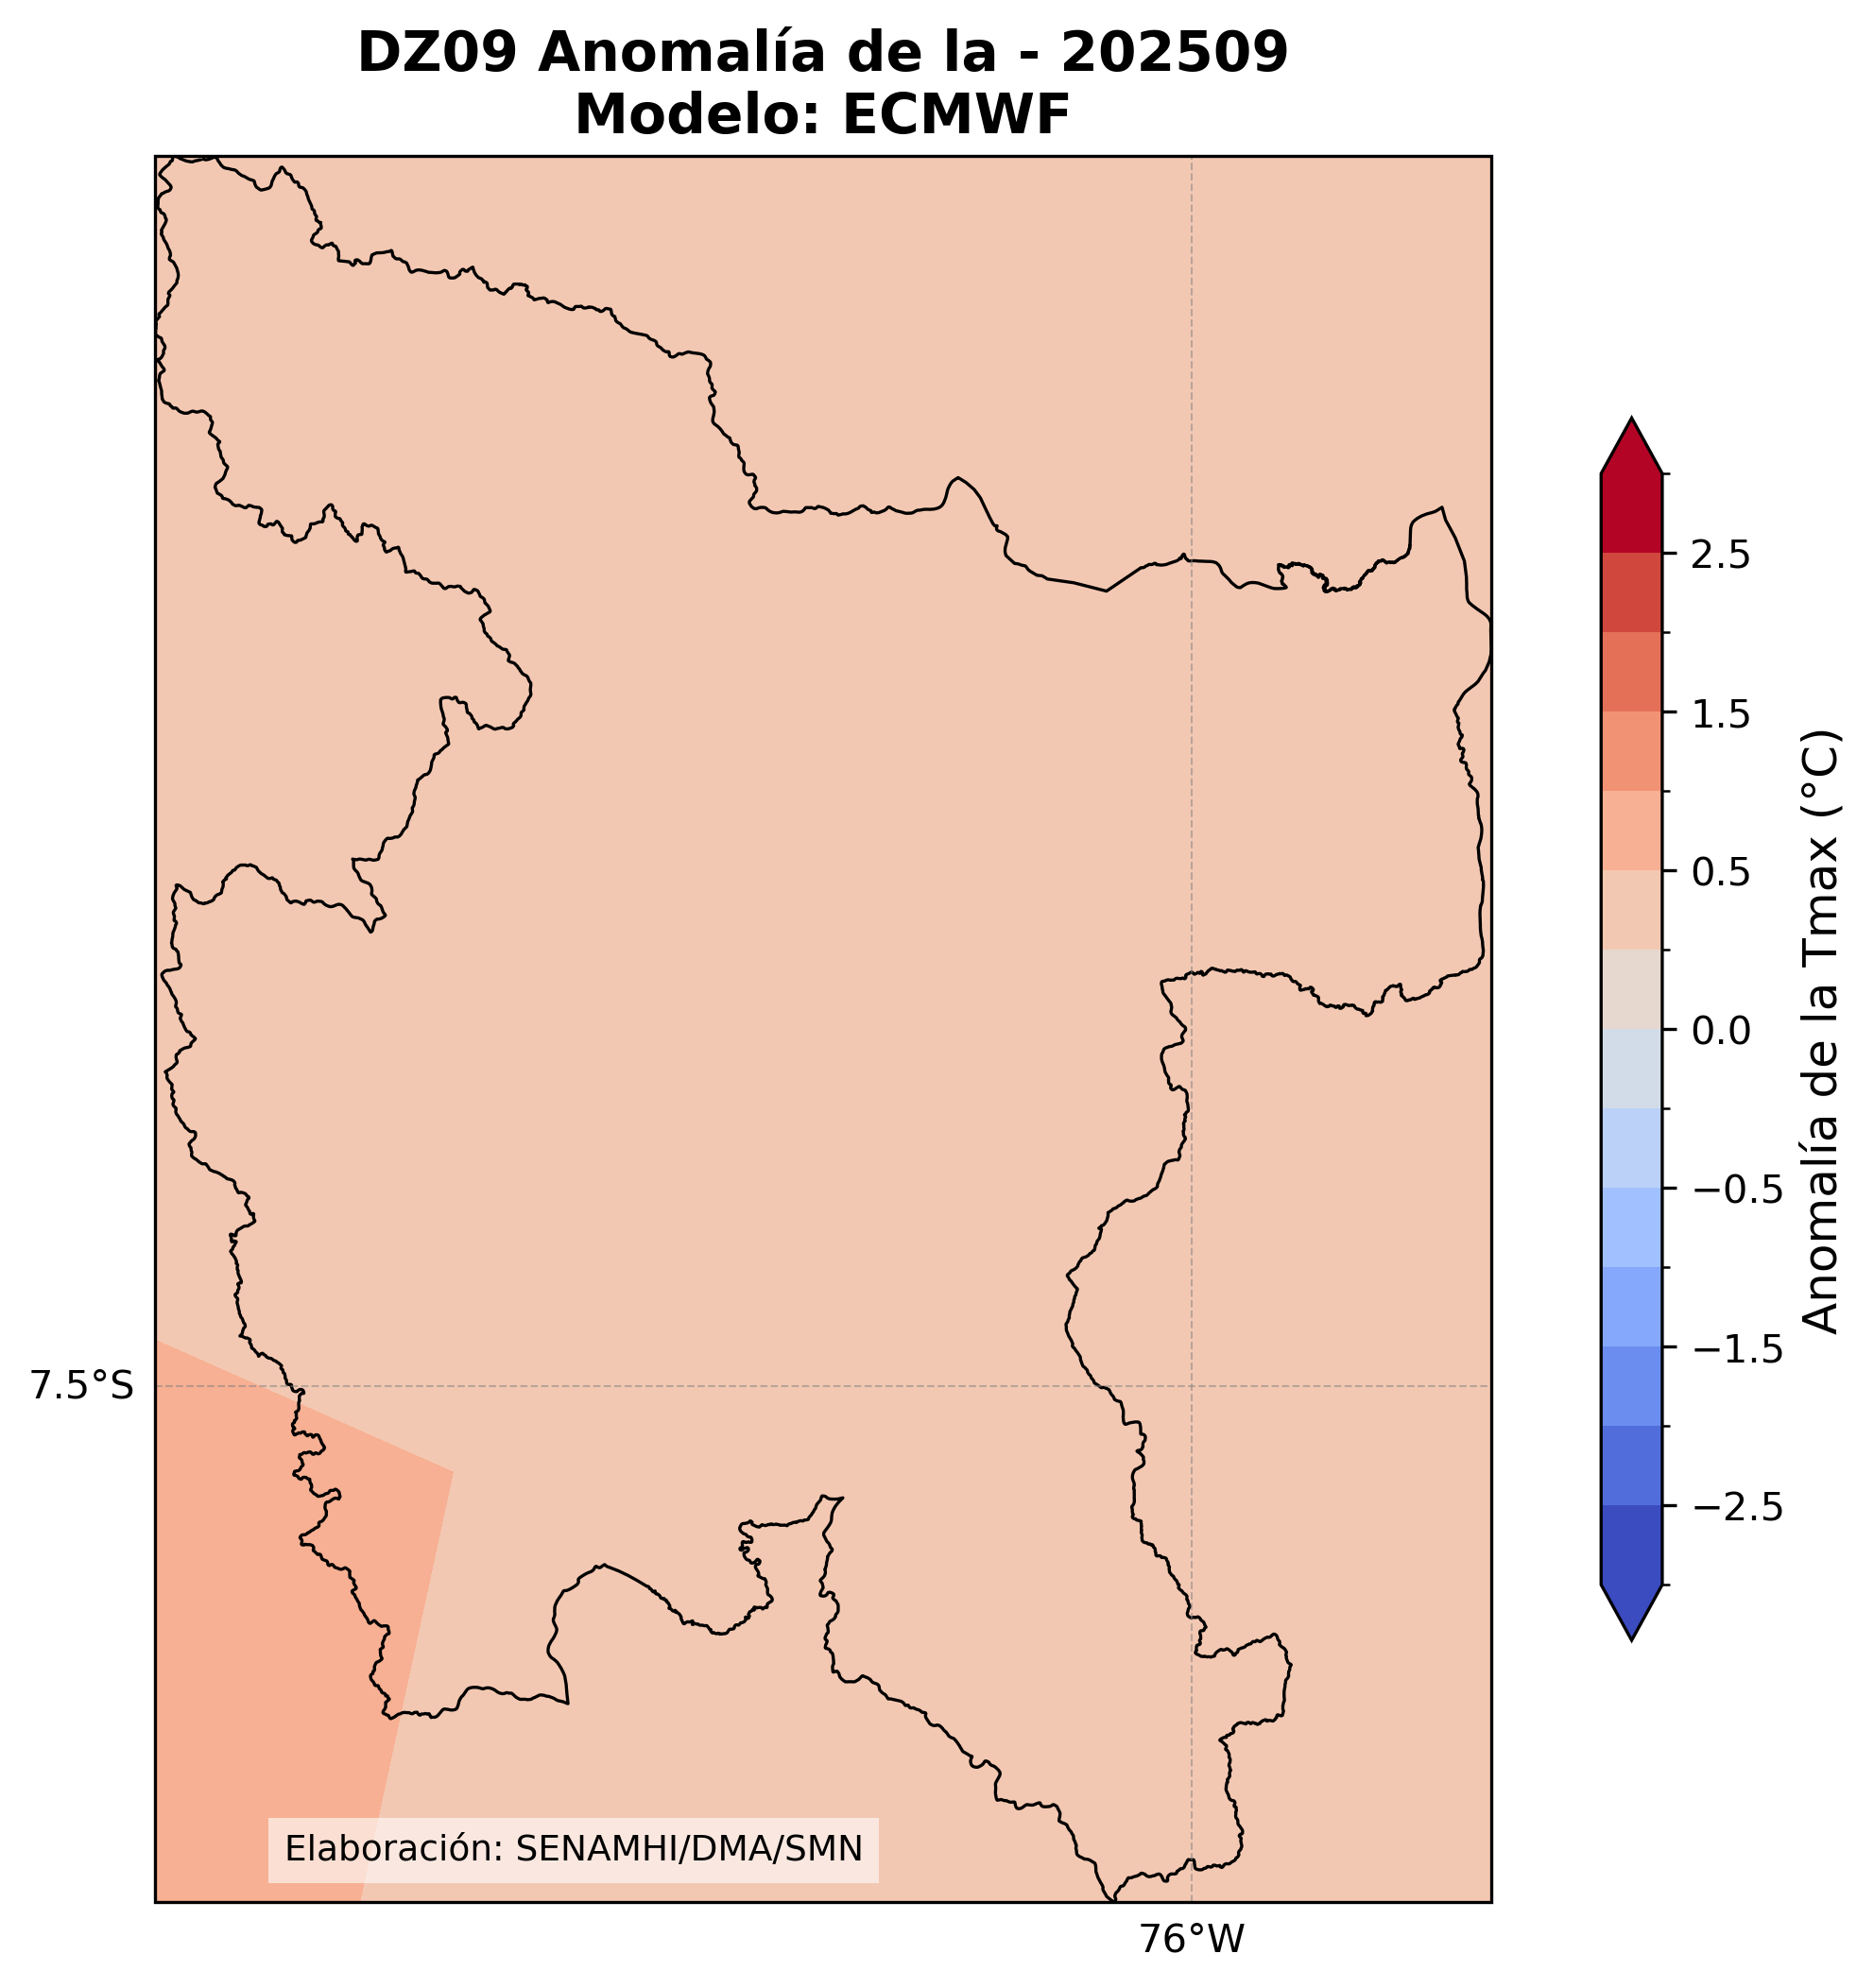 DZ09 Anomalía de la - 202509
Modelo: ECMWF
2.5
1.5
0.5
0.0
−0.5
−1.5
−2.5
Anomalía de la Tmax (°C)
7.5°S
Elaboración: SENAMHI/DMA/SMN
76°W